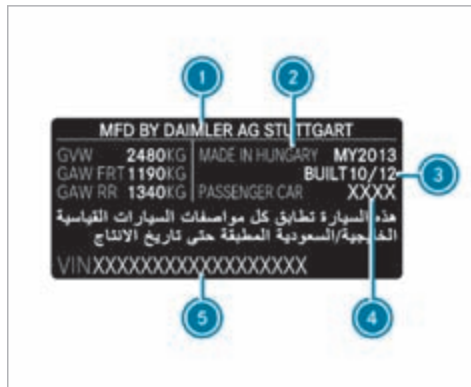 1
2
MFD BY DAIMLER AG STUTTGART
GVW 2480KG MADE IN HUNGARY MY2013
GAW FRT 1190KG BUILT 10/12 3
GAW RR 1340KG PASSENGER CAR XXXX
هذه السيارة تطابق كل مواصفات السيارات القياسية
الخليجية/السعودية المطبقة حتى تاريخ الانتاج
VINXXXXXXXXXXXXXXXXX
5
4